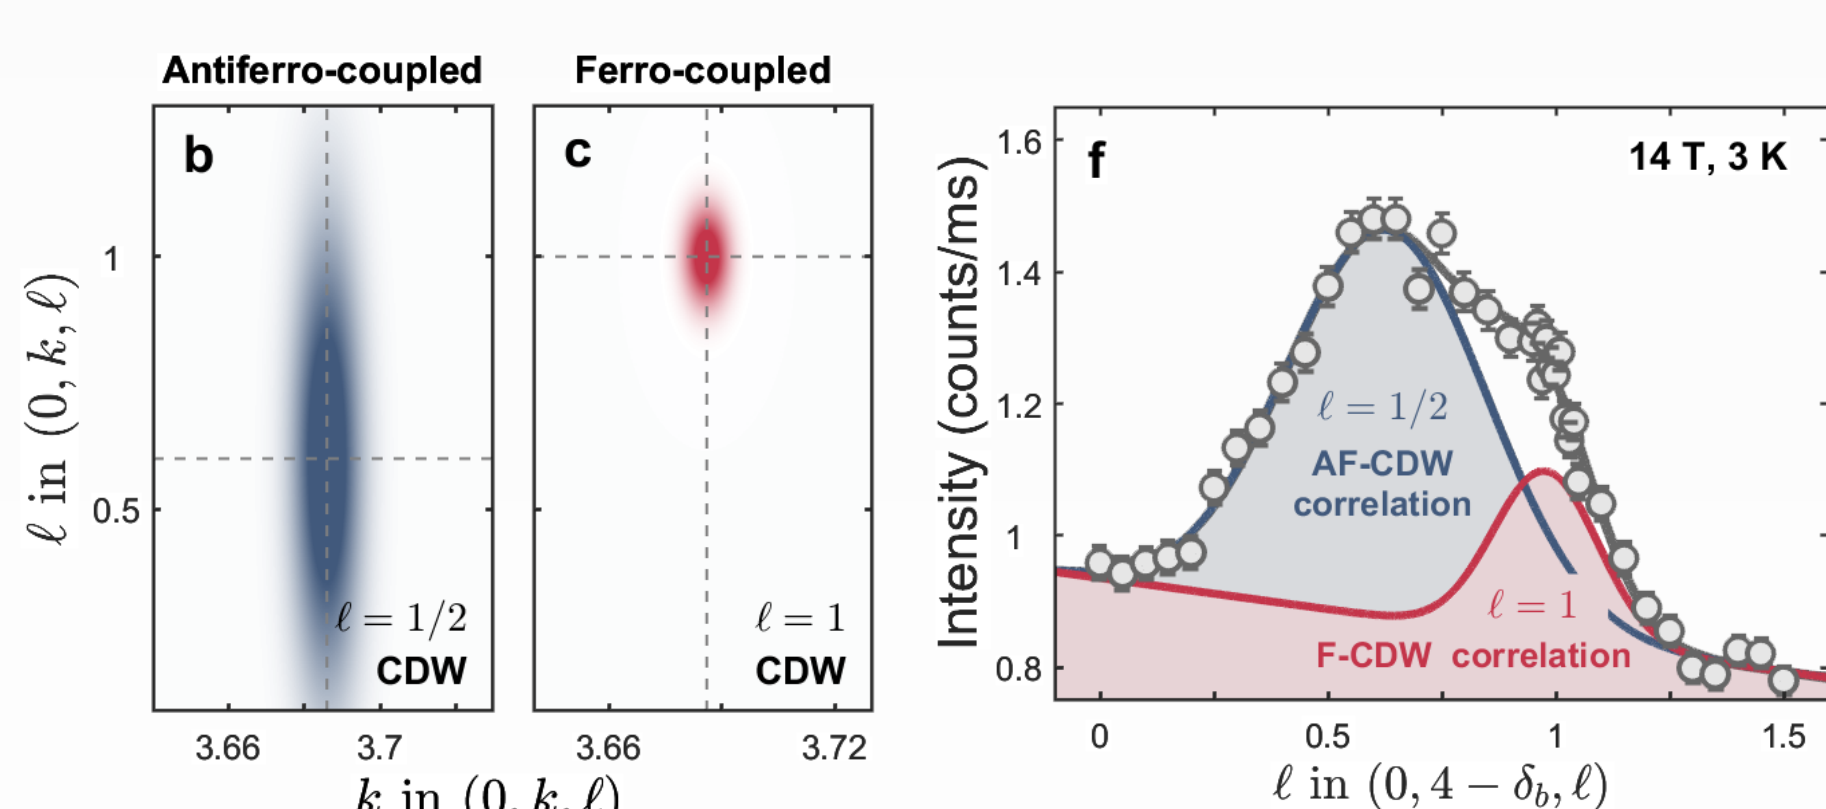 Antiferro-coupled
Ferro-coupled
b
c
f
14 T, 3 K
ℓ in (0, k, ℓ)
1
0.5
ℓ = 1/2
CDW
ℓ = 1
CDW
3.66
3.7
3.66
3.72
k in (0, k, ℓ)
Intensity (counts/ms)
1.6
1.4
1.2
1
0.8
ℓ = 1/2
AF-CDW
correlation
ℓ = 1
F-CDW correlation
0
0.5
1
1.5
ℓ in (0, 4 − δb, ℓ)